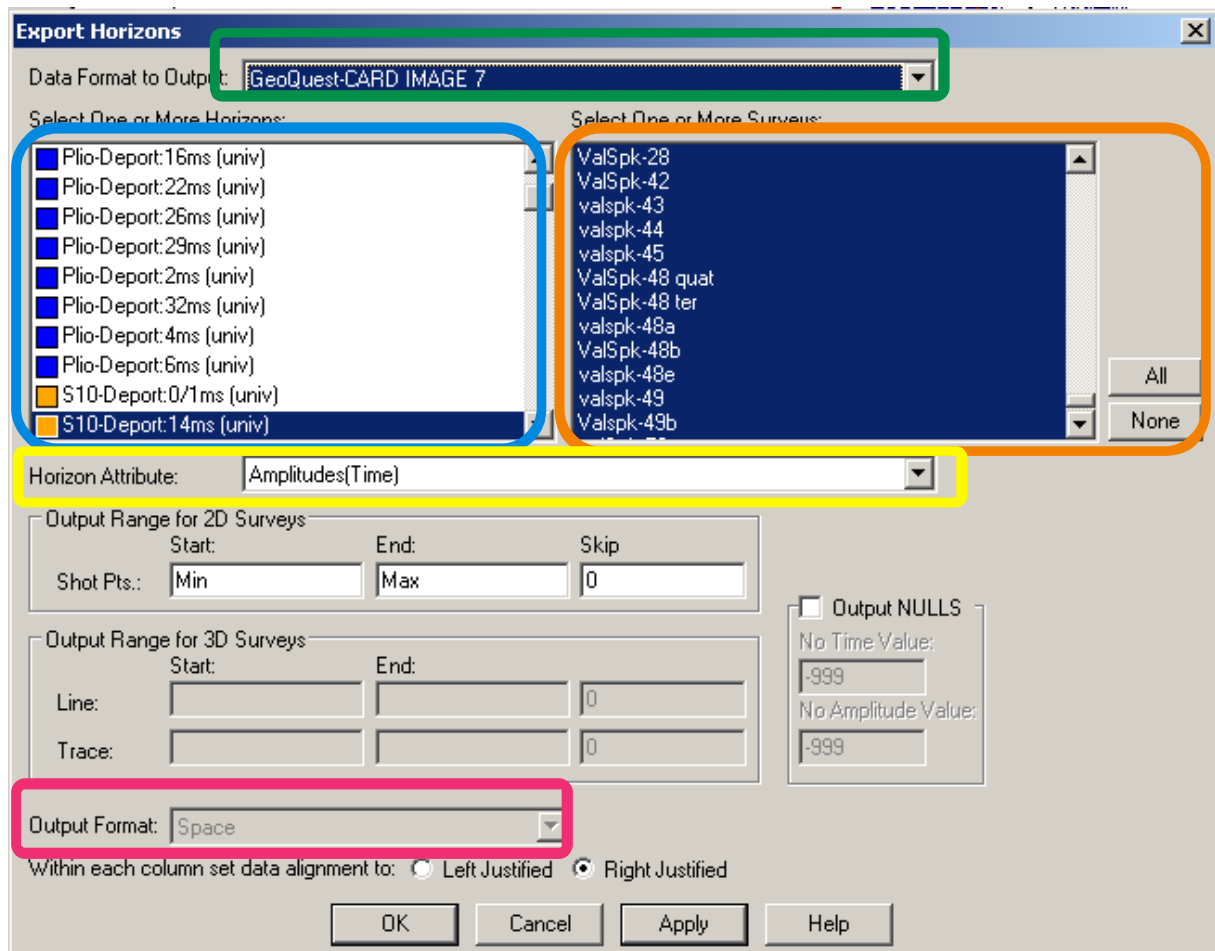 Export Horizons
Data Format to Output: GeoQuest-CARD IMAGE 7
Select One or More Horizons: Select One or More Surveys:
Plio-Deport:16ms (univ)
Plio-Deport:22ms (univ)
Plio-Deport:26ms (univ)
Plio-Deport:29ms (univ)
Plio-Deport:2ms (univ)
Plio-Deport:32ms (univ)
Plio-Deport:4ms (univ)
Plio-Deport:6ms (univ)
S10-Deport:0/1ms (univ)
S10-Deport:14ms (univ)
ValSpk-28
ValSpk-42
valspk-43
valspk-44
valspk-45
ValSpk-48 quat
ValSpk-48 ter
valspk-48a
ValSpk-48b
valspk-48e
valspk-49
Valspk-49b
All
None
Horizon Attribute: Amplitudes(Time)
Output Range for 2D Surveys
Start: End: Skip
Shot Pts.: Min Max 0
Output Range for 3D Surveys
Start: End:
Line: 0
Trace: 0
Output NULLS
No Time Value:
-999
No Amplitude Value:
-999
Output Format: Space
Within each column set data alignment to: Left Justified Right Justified
OK Cancel Apply Help